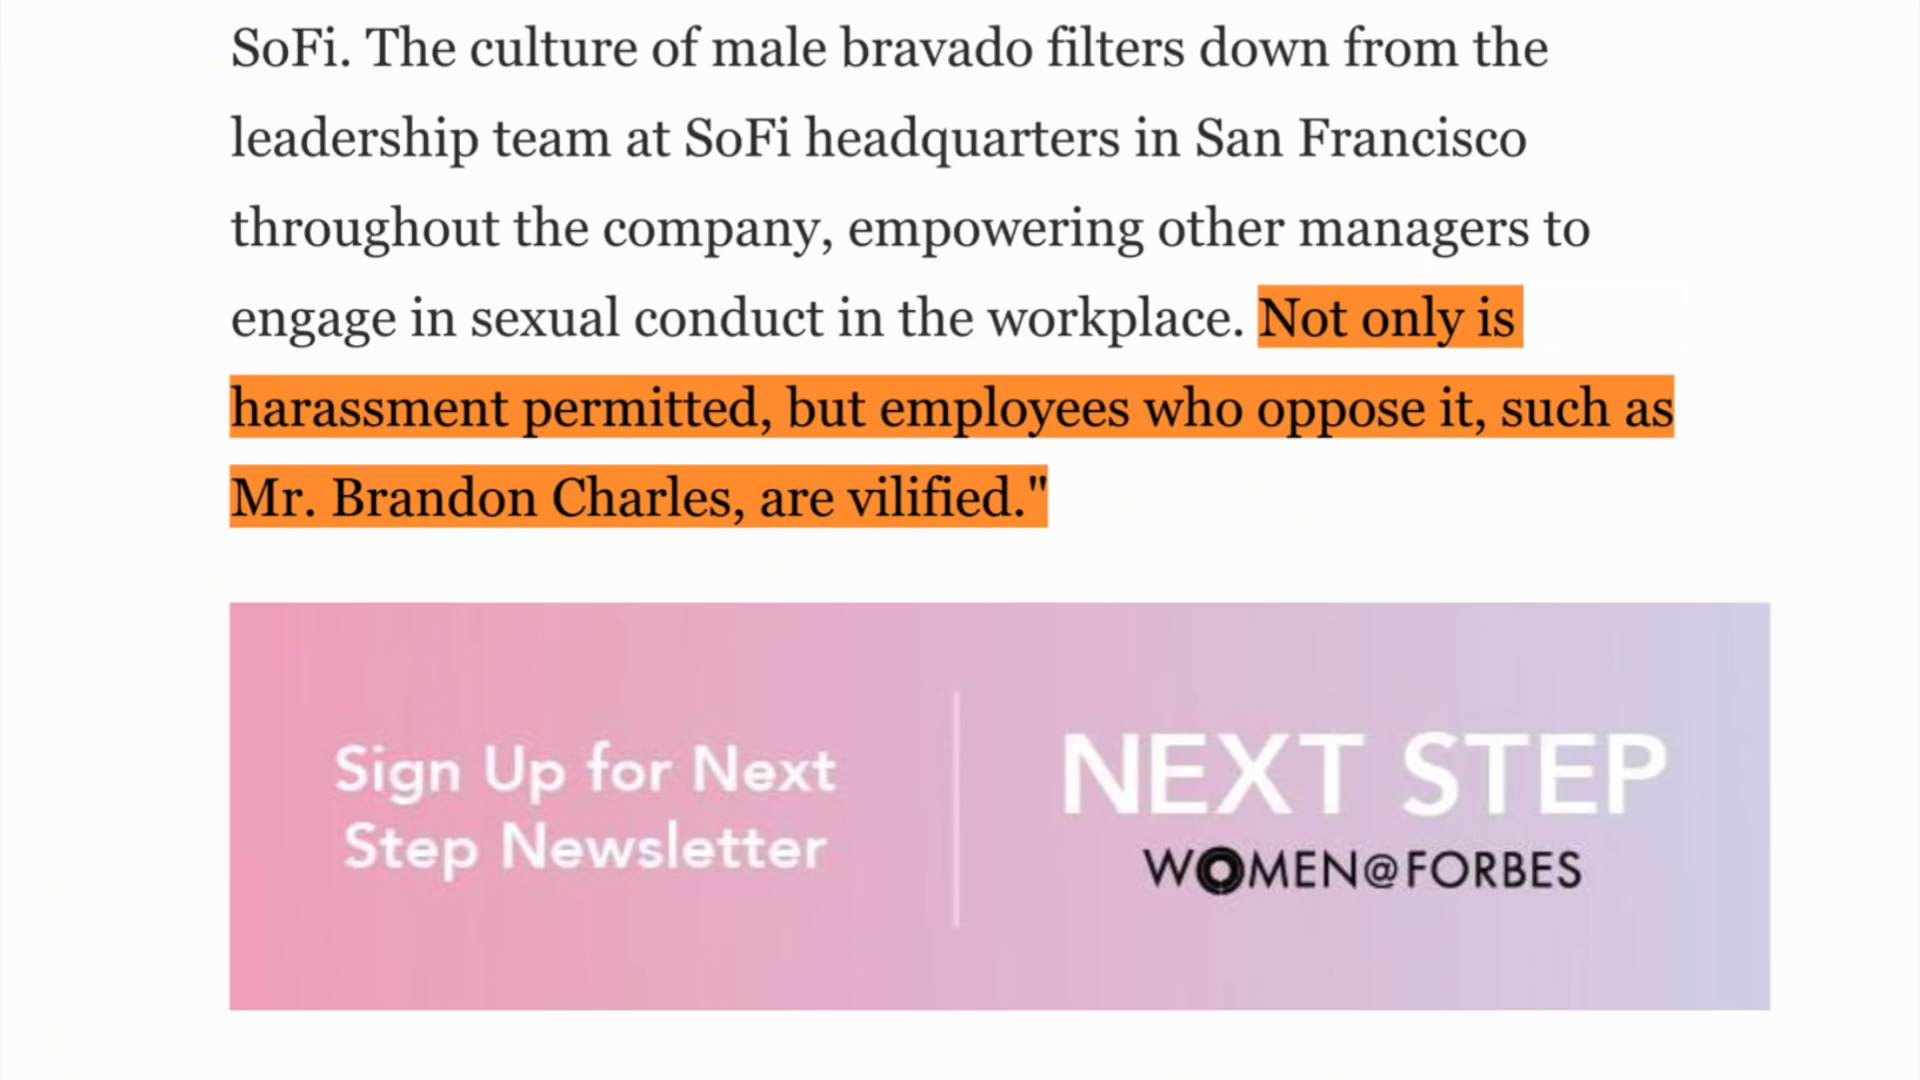 SoFi. The culture of male bravado filters down from the
leadership team at SoFi headquarters in San Francisco
throughout the company, empowering other managers to
engage in sexual conduct in the workplace. Not only is
harassment permitted, but employees who oppose it, such as
Mr. Brandon Charles, are vilified."
Sign Up for Next
Step Newsletter
NEXT STEP
WOMEN@FORBES